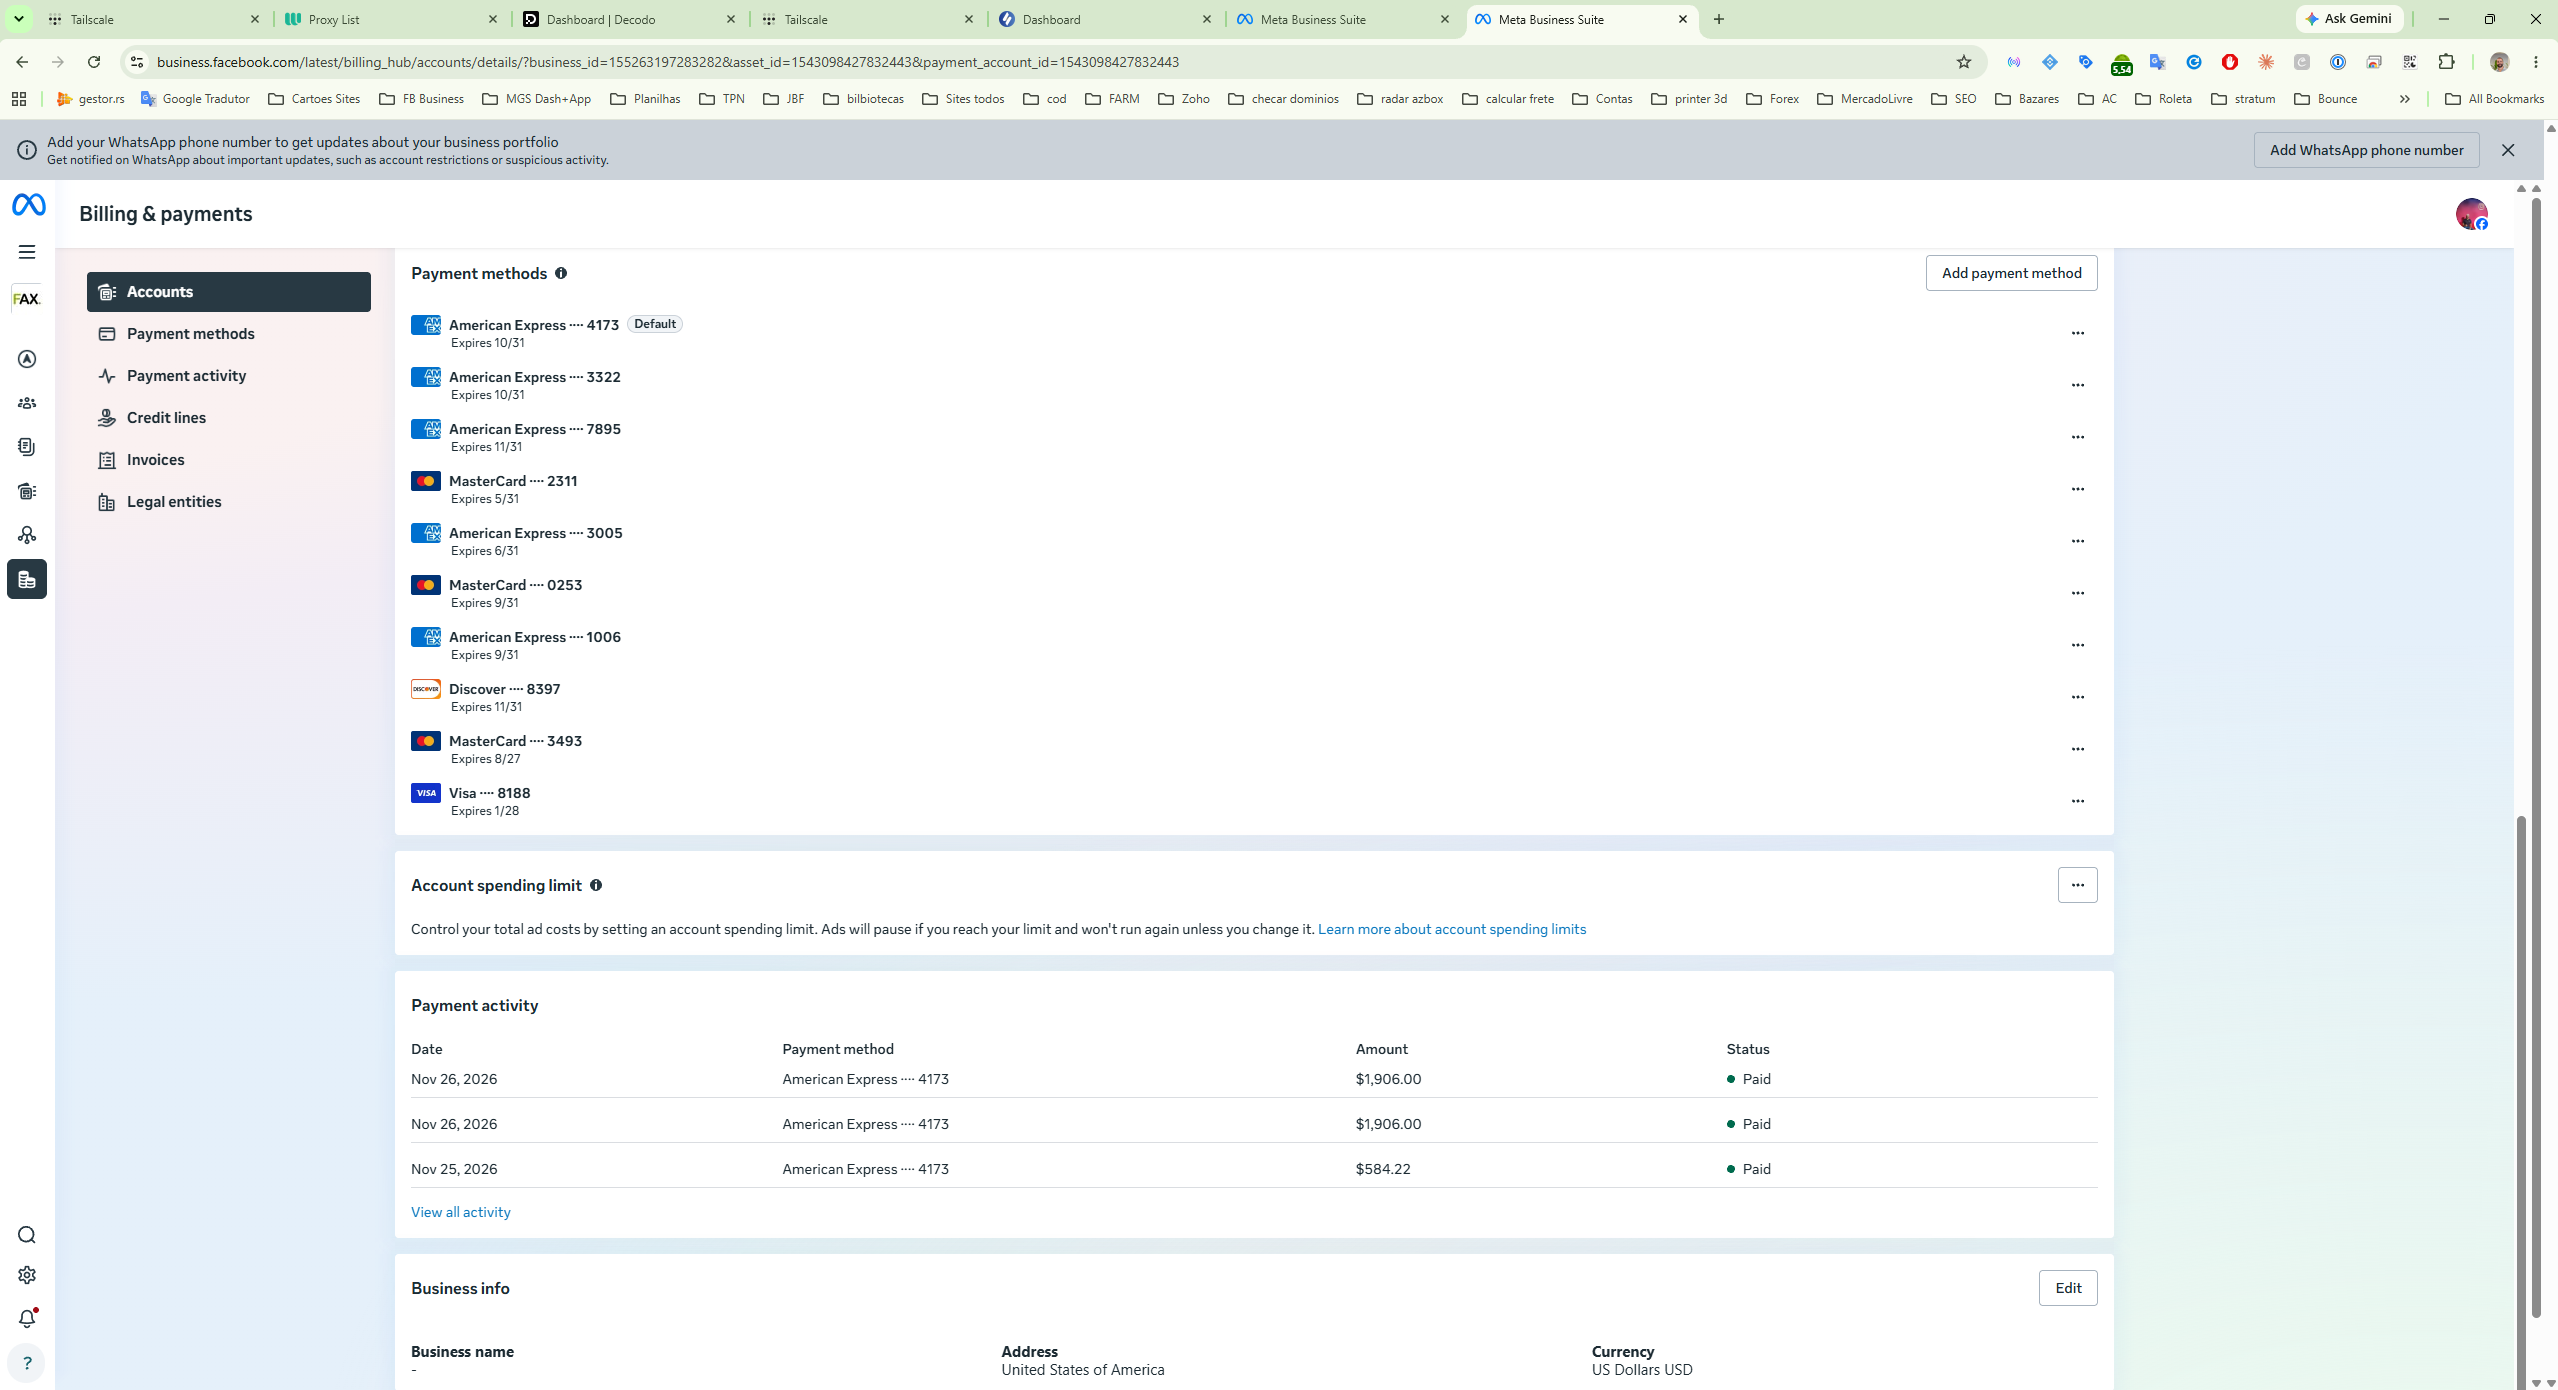 Tailscale
Proxy List
Dashboard | Decodo
Tailscale
Dashboard
Meta Business Suite
Meta Business Suite
Ask Gemini
business.facebook.com/latest/billing_hub/accounts/details/?business_id=1552631972832828&asset_id=1543098427832443&payment_account_id=1543098427832443
5,54
gestor.rs
Google Tradutor
Cartoes Sites
FB Business
MGS Dash+App
Planilhas
TPN
JBF
bilbiotecas
Sites todos
cod
FARM
Zoho
checar dominios
radar azbox
calcular frete
Contas
printer 3d
Forex
MercadoLivre
SEO
Bazares
AC
Roleta
stratum
Bounce
All Bookmarks
Add your WhatsApp phone number to get updates about your business portfolio
Get notified on WhatsApp about important updates, such as account restrictions or suspicious activity.
Add WhatsApp phone number
Billing & payments
FAX.
Accounts
Payment methods
Payment activity
Credit lines
Invoices
Legal entities
Payment methods
Add payment method
American Express ···· 4173 Default
Expires 10/31
American Express ···· 3322
Expires 10/31
American Express ···· 7895
Expires 11/31
MasterCard ···· 2311
Expires 5/31
American Express ···· 3005
Expires 6/31
MasterCard ···· 0253
Expires 9/31
American Express ···· 1006
Expires 9/31
DISCOVER Discover ···· 8397
Expires 11/31
MasterCard ···· 3493
Expires 8/27
VISA Visa ···· 8188
Expires 1/28
Account spending limit
Control your total ad costs by setting an account spending limit. Ads will pause if you reach your limit and won't run again unless you change it. Learn more about account spending limits
Payment activity
Date Payment method Amount Status
Nov 26, 2026 American Express ···· 4173 $1,906.00 Paid
Nov 26, 2026 American Express ···· 4173 $1,906.00 Paid
Nov 25, 2026 American Express ···· 4173 $584.22 Paid
View all activity
Business info
Edit
Business name Address Currency
- United States of America US Dollars USD